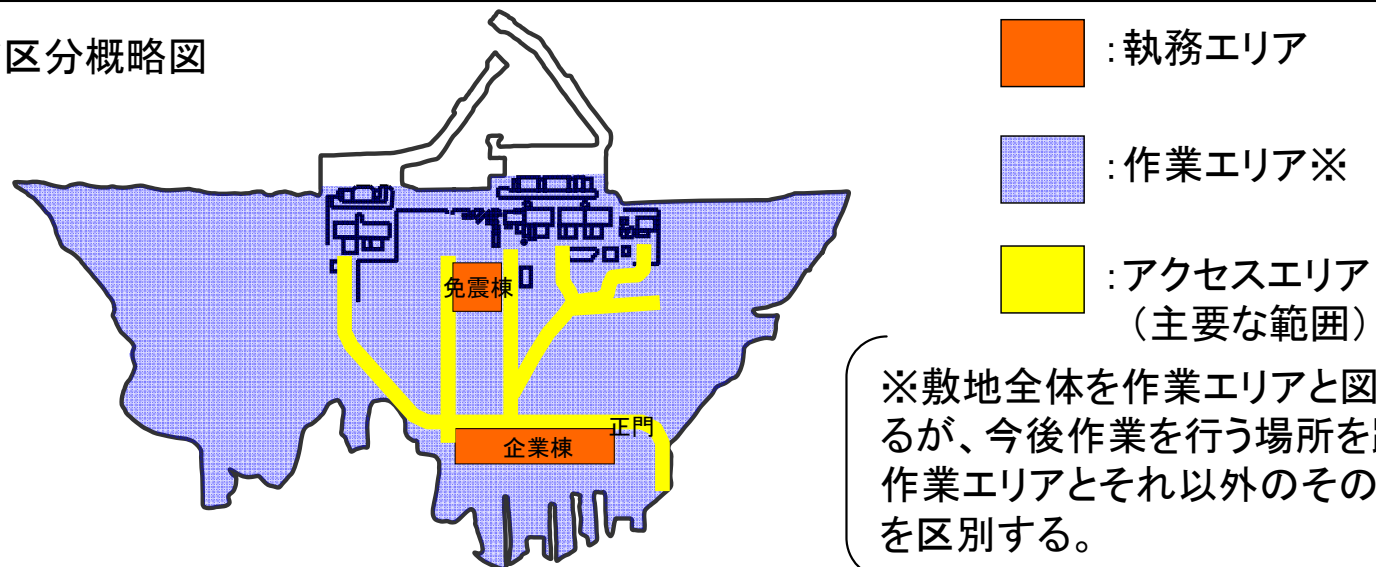 区分概略図
:執務エリア
:作業エリア※
:アクセスエリア
(主要な範囲)
免震棟
正門
企業棟
※敷地全体を作業エリアと図
るが、今後作業を行う場所を
作業エリアとそれ以外のその
を区別する。